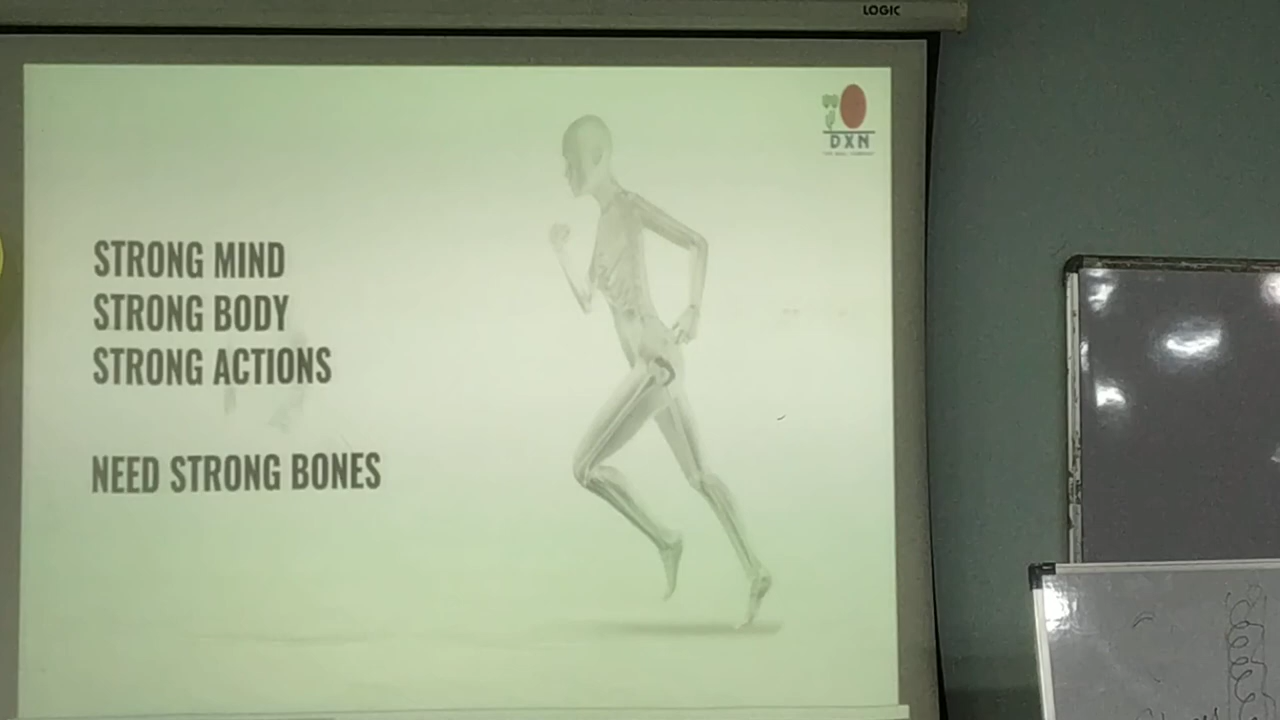 LOGIC
DXN
STRONG MIND
STRONG BODY
STRONG ACTIONS
NEED STRONG BONES